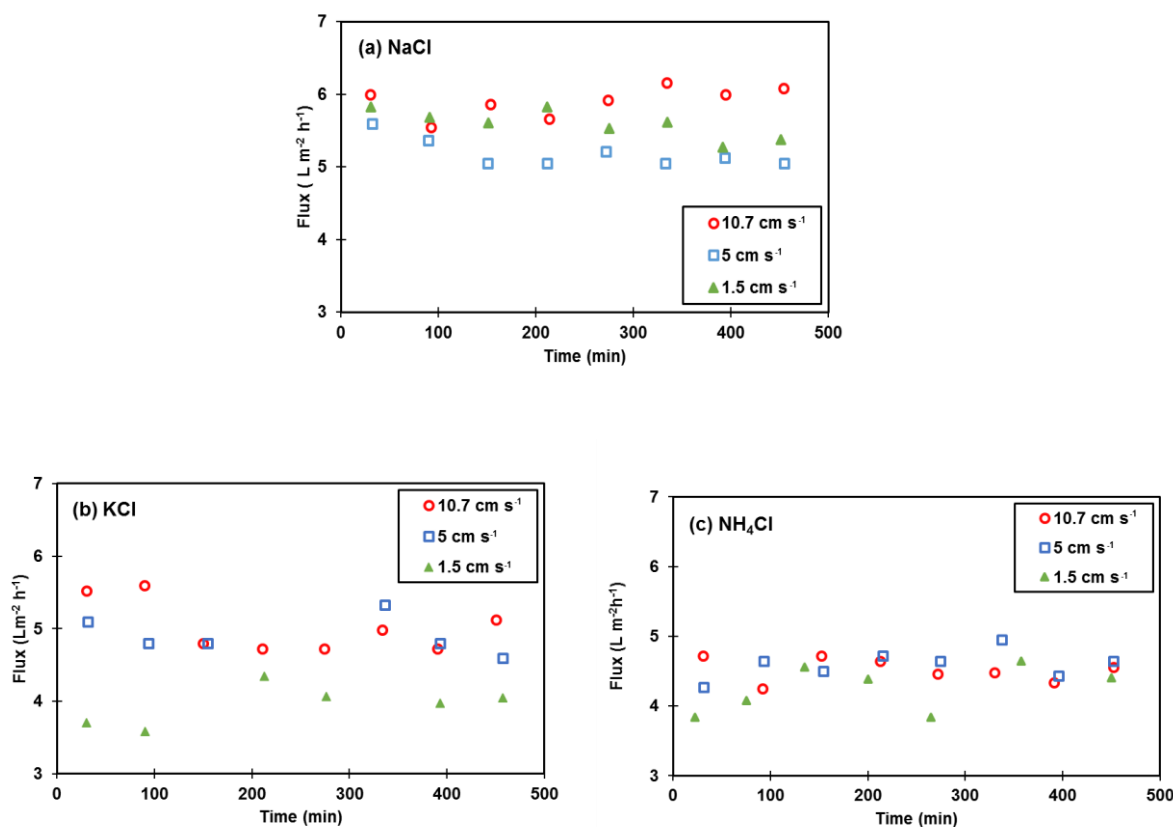 (a) NaCl
7
6
5
4
3
Flux ( L m⁻² h⁻¹)
10.7 cm s⁻¹
5 cm s⁻¹
1.5 cm s⁻¹
0 100 200 300 400 500
Time (min)
(b) KCl
7
6
5
4
3
Flux (Lm⁻² h⁻¹)
10.7 cm s⁻¹
5 cm s⁻¹
1.5 cm s⁻¹
0 100 200 300 400 500
Time (min)
(c) NH₄Cl
7
6
5
4
3
Flux (L m⁻²h⁻¹)
10.7 cm s⁻¹
5 cm s⁻¹
1.5 cm s⁻¹
0 100 200 300 400 500
Time (min)